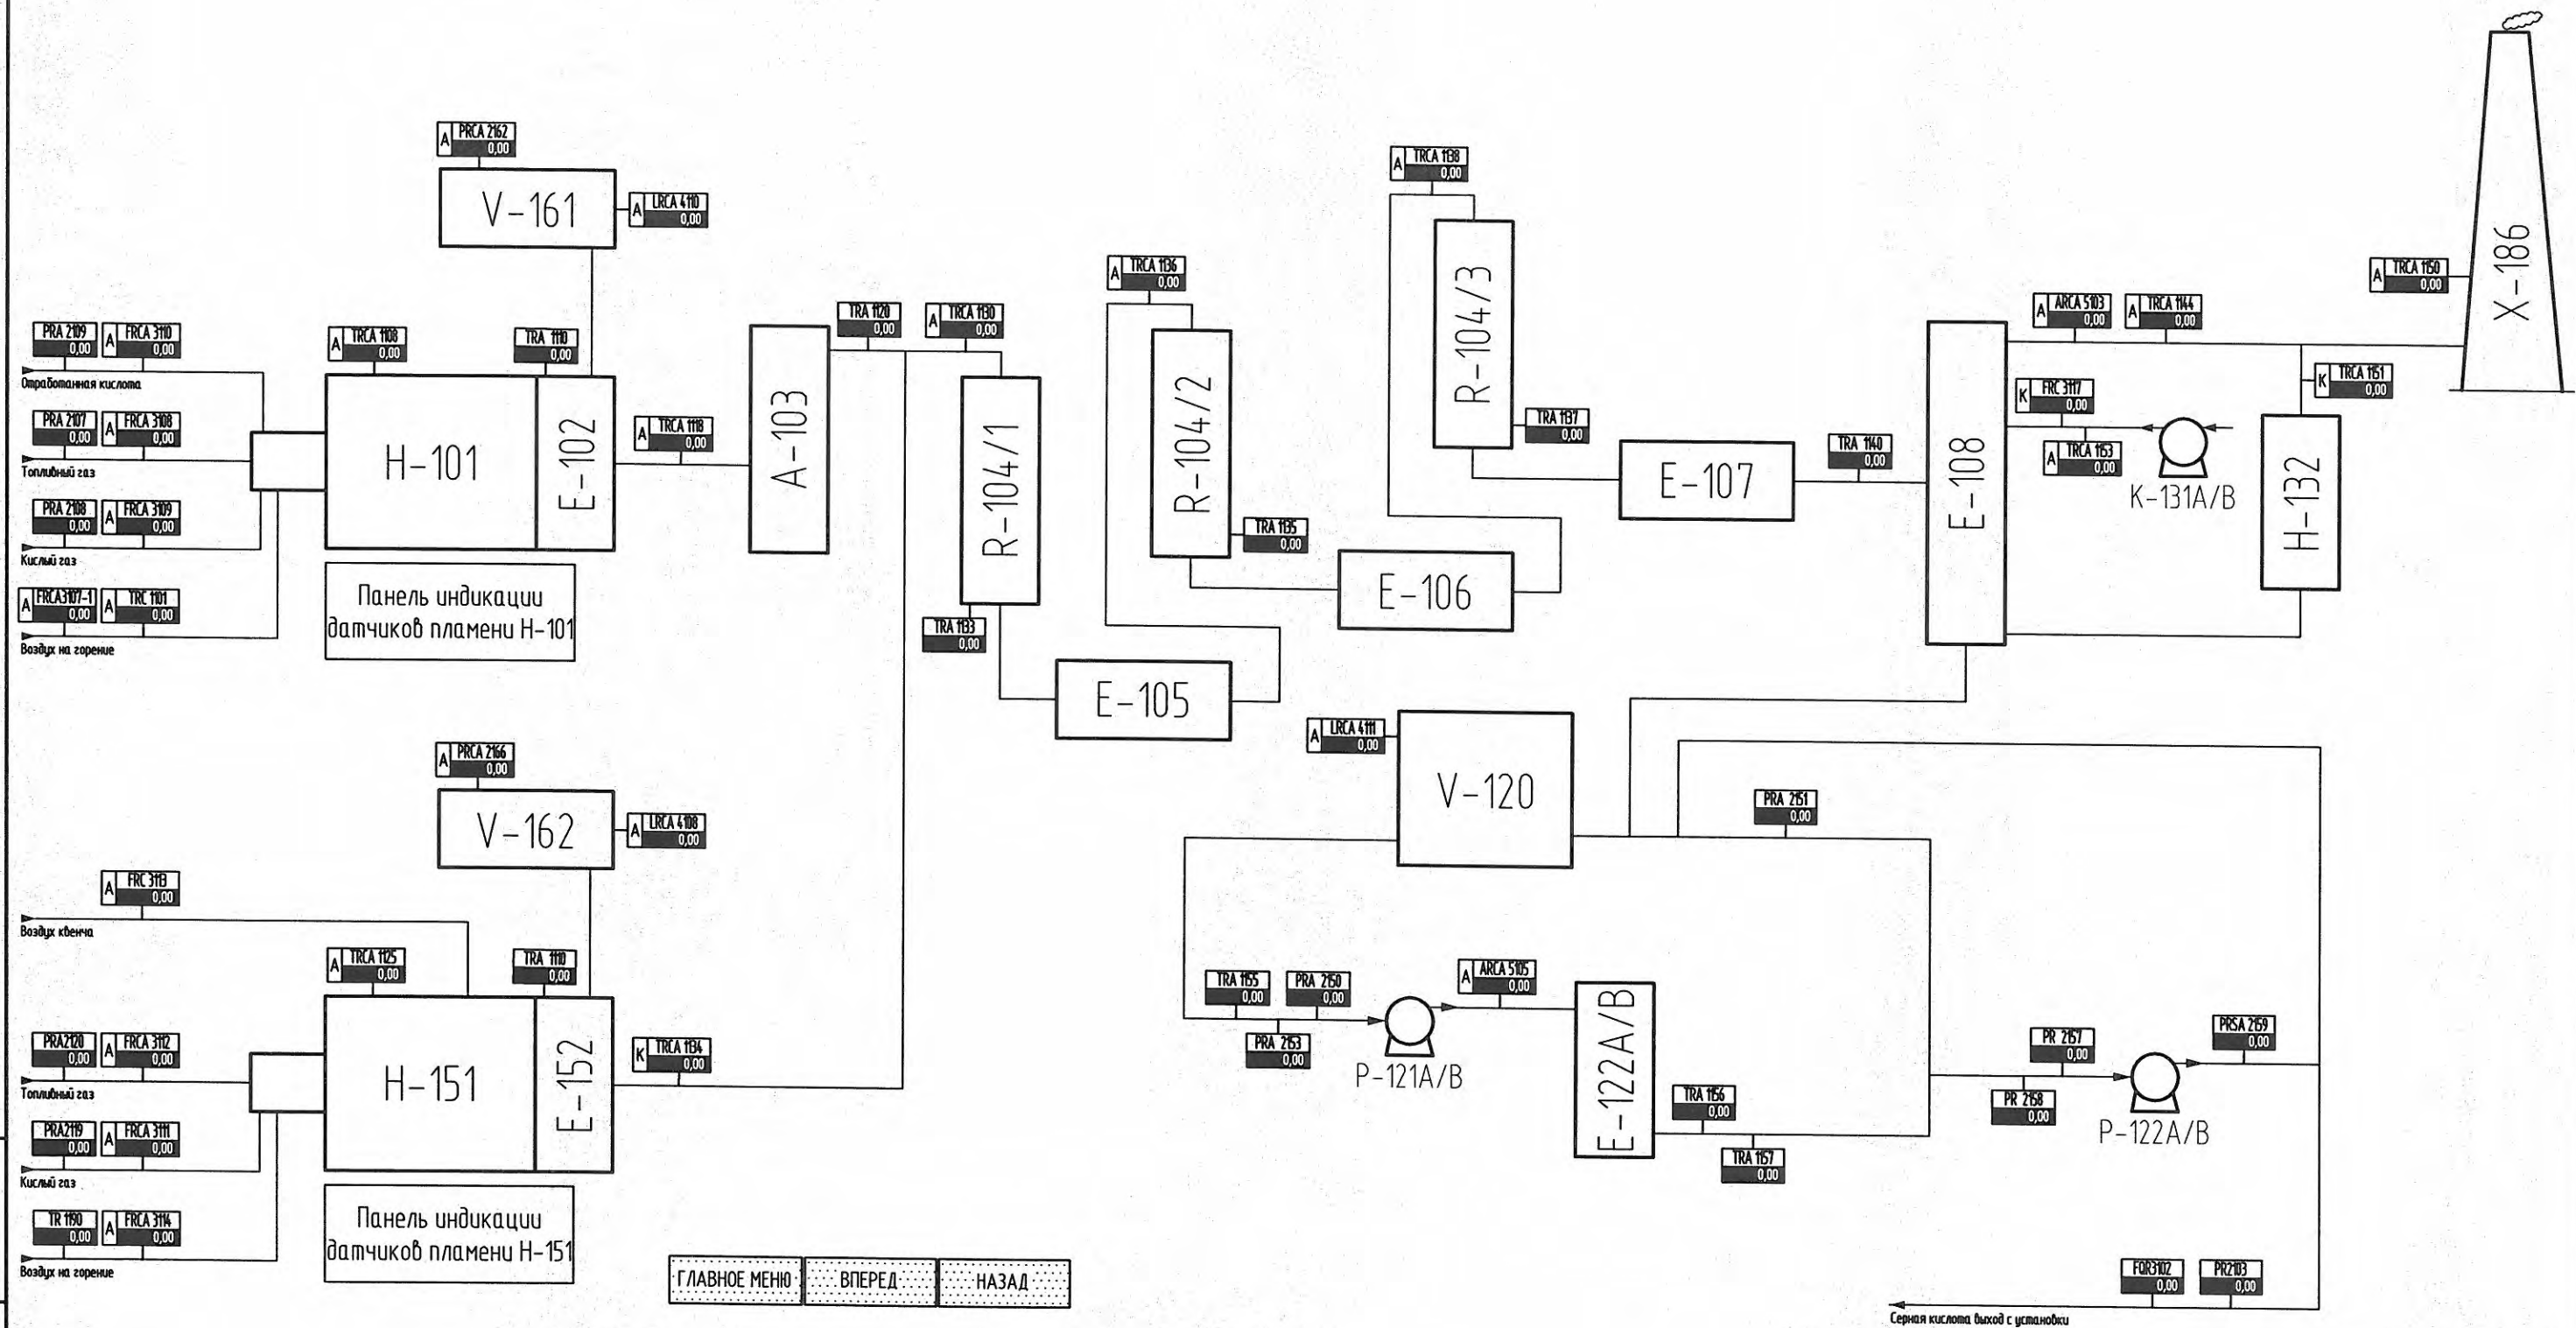 PRCA 2162
A
0,00
V-161
LRCA 4110
A
0,00
PRA 2109
0,00
FRCA 3110
A
0,00
Отработанная кислота
PRA 2107
0,00
FRCA 3108
A
0,00
Топливный газ
PRA 2108
0,00
FRCA 3109
A
0,00
Кислый газ
FRCA3107-1
A
0,00
TRC 1101
A
0,00
Воздух на горение
TRCA 1108
A
0,00
TRA 1110
0,00
H-101
E-102
Панель индикации
датчиков пламени H-101
TRCA 1118
A
0,00
A-103
TRA 1120
0,00
TRCA 1130
A
0,00
R-104/1
TRA 1133
0,00
E-105
TRCA 1136
A
0,00
R-104/2
TRA 1135
0,00
E-106
TRCA 1138
A
0,00
R-104/3
TRA 1137
0,00
E-107
TRA 1140
0,00
E-108
ARCA 5103
A
0,00
TRCA 1144
A
0,00
FRC 3117
K
0,00
TRCA 1153
A
0,00
K-131A/B
TRCA 1151
K
0,00
H-132
TRCA 1150
A
0,00
X-186
PRCA 2166
A
0,00
V-162
LRCA 4108
A
0,00
FRC 3113
A
0,00
Воздух квенча
TRCA 1125
A
0,00
TRA 1110
0,00
H-151
E-152
PRA2120
0,00
FRCA 3112
A
0,00
Топливный газ
PRA2119
0,00
FRCA 3111
A
0,00
Кислый газ
TR 1190
0,00
FRCA 3114
A
0,00
Воздух на горение
TRCA 1134
K
0,00
Панель индикации
датчиков пламени H-151
LRCA 4111
A
0,00
V-120
PRA 2151
0,00
TRA 1155
0,00
PRA 2150
0,00
PRA 2153
0,00
P-121A/B
ARCA 5105
A
0,00
E-122A/B
TRA 1156
0,00
TRA 1157
0,00
PR 2157
0,00
PR 2158
0,00
P-122A/B
PRSA 2159
0,00
FQR3102
0,00
PR2103
0,00
Серная кислота выход с установки
ГЛАВНОЕ МЕНЮ
ВПЕРЕД
НАЗАД